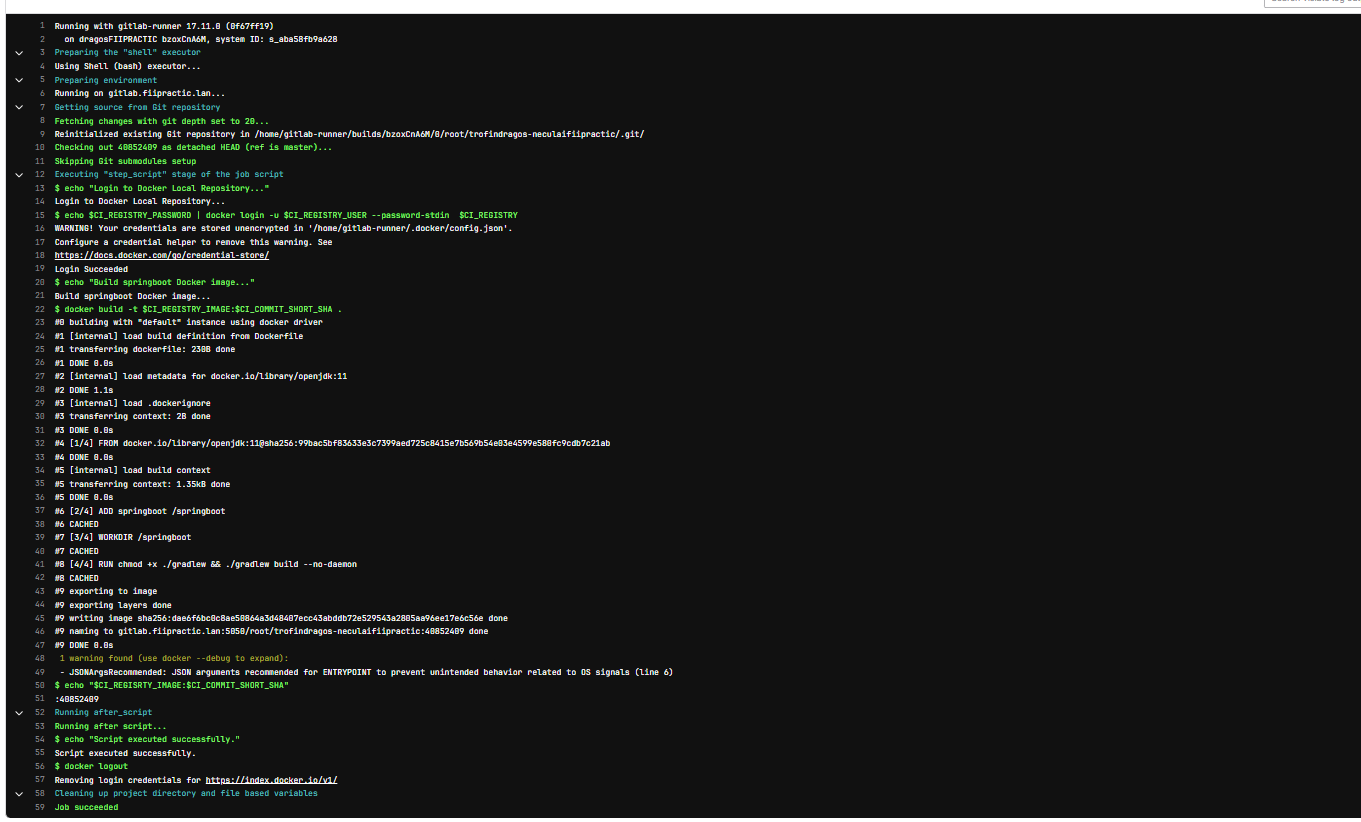 1 Running with gitlab-runner 17.11.0 (0f67ff19)
2 on dragosFIIPRACTIC bzoxCnA6M, system ID: s_aba58fb9a628
3 Preparing the "shell" executor
4 Using Shell (bash) executor...
5 Preparing environment
6 Running on gitlab.fiipractic.lan...
7 Getting source from Git repository
8 Fetching changes with git depth set to 20...
9 Reinitialized existing Git repository in /home/gitlab-runner/builds/bzoxCnA6M/0/root/trofindragos-neculaifiipractic/.git/
10 Checking out 40852409 as detached HEAD (ref is master)...
11 Skipping Git submodules setup
12 Executing "step_script" stage of the job script
13 $ echo "Login to Docker Local Repository..."
14 Login to Docker Local Repository...
15 $ echo $CI_REGISTRY_PASSWORD | docker login -u $CI_REGISTRY_USER --password-stdin  $CI_REGISTRY
16 WARNING! Your credentials are stored unencrypted in '/home/gitlab-runner/.docker/config.json'.
17 Configure a credential helper to remove this warning. See
18 https://docs.docker.com/go/credential-store/
19 Login Succeeded
20 $ echo "Build springboot Docker image..."
21 Build springboot Docker image...
22 $ docker build -t $CI_REGISTRY_IMAGE:$CI_COMMIT_SHORT_SHA .
23 #0 building with "default" instance using docker driver
24 #1 [internal] load build definition from Dockerfile
25 #1 transferring dockerfile: 230B done
26 #1 DONE 0.0s
27 #2 [internal] load metadata for docker.io/library/openjdk:11
28 #2 DONE 1.1s
29 #3 [internal] load .dockerignore
30 #3 transferring context: 2B done
31 #3 DONE 0.0s
32 #4 [1/4] FROM docker.io/library/openjdk:11@sha256:99bac5bf83633e3c7399aed725c8415e7b569b54e03e4599e580fc9cdb7c21ab
33 #4 DONE 0.0s
34 #5 [internal] load build context
35 #5 transferring context: 1.35kB done
36 #5 DONE 0.0s
37 #6 [2/4] ADD springboot /springboot
38 #6 CACHED
39 #7 [3/4] WORKDIR /springboot
40 #7 CACHED
41 #8 [4/4] RUN chmod +x ./gradlew && ./gradlew build --no-daemon
42 #8 CACHED
43 #9 exporting to image
44 #9 exporting layers done
45 #9 writing image sha256:dae6f6bc0c8ae50864a3d48407ecc43abddb72e529543a2805aa96ee17e6c56e done
46 #9 naming to gitlab.fiipractic.lan:5050/root/trofindragos-neculaifiipractic:40852409 done
47 #9 DONE 0.0s
48 1 warning found (use docker --debug to expand):
49 - JSONArgsRecommended: JSON arguments recommended for ENTRYPOINT to prevent unintended behavior related to OS signals (line 6)
50 $ echo "$CI_REGISRTY_IMAGE:$CI_COMMIT_SHORT_SHA"
51 :40852409
52 Running after_script
53 Running after script...
54 $ echo "Script executed successfully."
55 Script executed successfully.
56 $ docker logout
57 Removing login credentials for https://index.docker.io/v1/
58 Cleaning up project directory and file based variables
59 Job succeeded